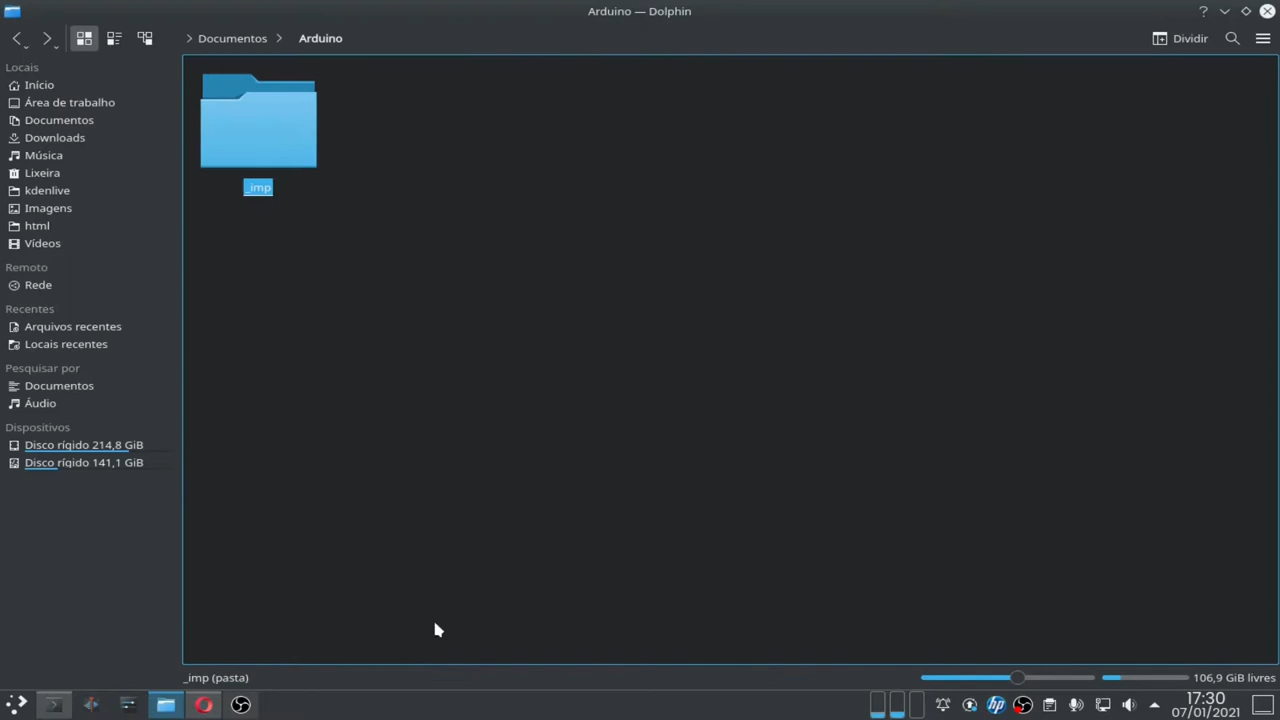 Arduino — Dolphin
?
Documentos
Arduino
Dividir
Locais
Início
Área de trabalho
Documentos
Downloads
Música
Lixeira
kdenlive
Imagens
html
Vídeos
Remoto
Rede
Recentes
Arquivos recentes
Locais recentes
Pesquisar por
Documentos
Áudio
Dispositivos
Disco rígido 214,8 GiB
Disco rígido 141,1 GiB
_imp
_imp (pasta)
106,9 GiB livres
hp
17:30
07/01/2021